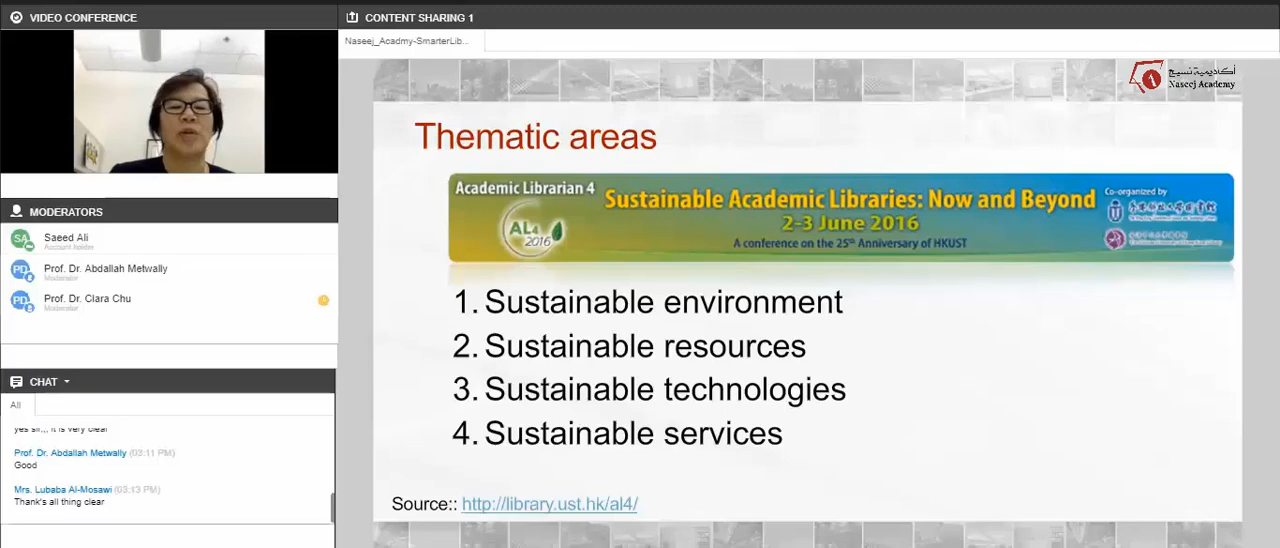 VIDEO CONFERENCE
MODERATORS
SA
Saeed Ali
Account holder
PD
Prof. Dr. Abdallah Metwally
Moderator
PD
Prof. Dr. Clara Chu
Moderator
CHAT
All
yes sir,,, it is very clear
Prof. Dr. Abdallah Metwally (03:11 PM)
Good
Mrs. Lubaba Al-Mosawi (03:13 PM)
Thank's all thing clear
CONTENT SHARING 1
Naseej_Acadmy-SmarterLib...
أكاديمية نسيج
Naseej Academy
Thematic areas
Academic Librarian 4
AL4
2016
Sustainable Academic Libraries: Now and Beyond
2-3 June 2016
A conference on the 25th Anniversary of HKUST
Co-organized by
1. Sustainable environment
2. Sustainable resources
3. Sustainable technologies
4. Sustainable services
Source:: http://library.ust.hk/al4/